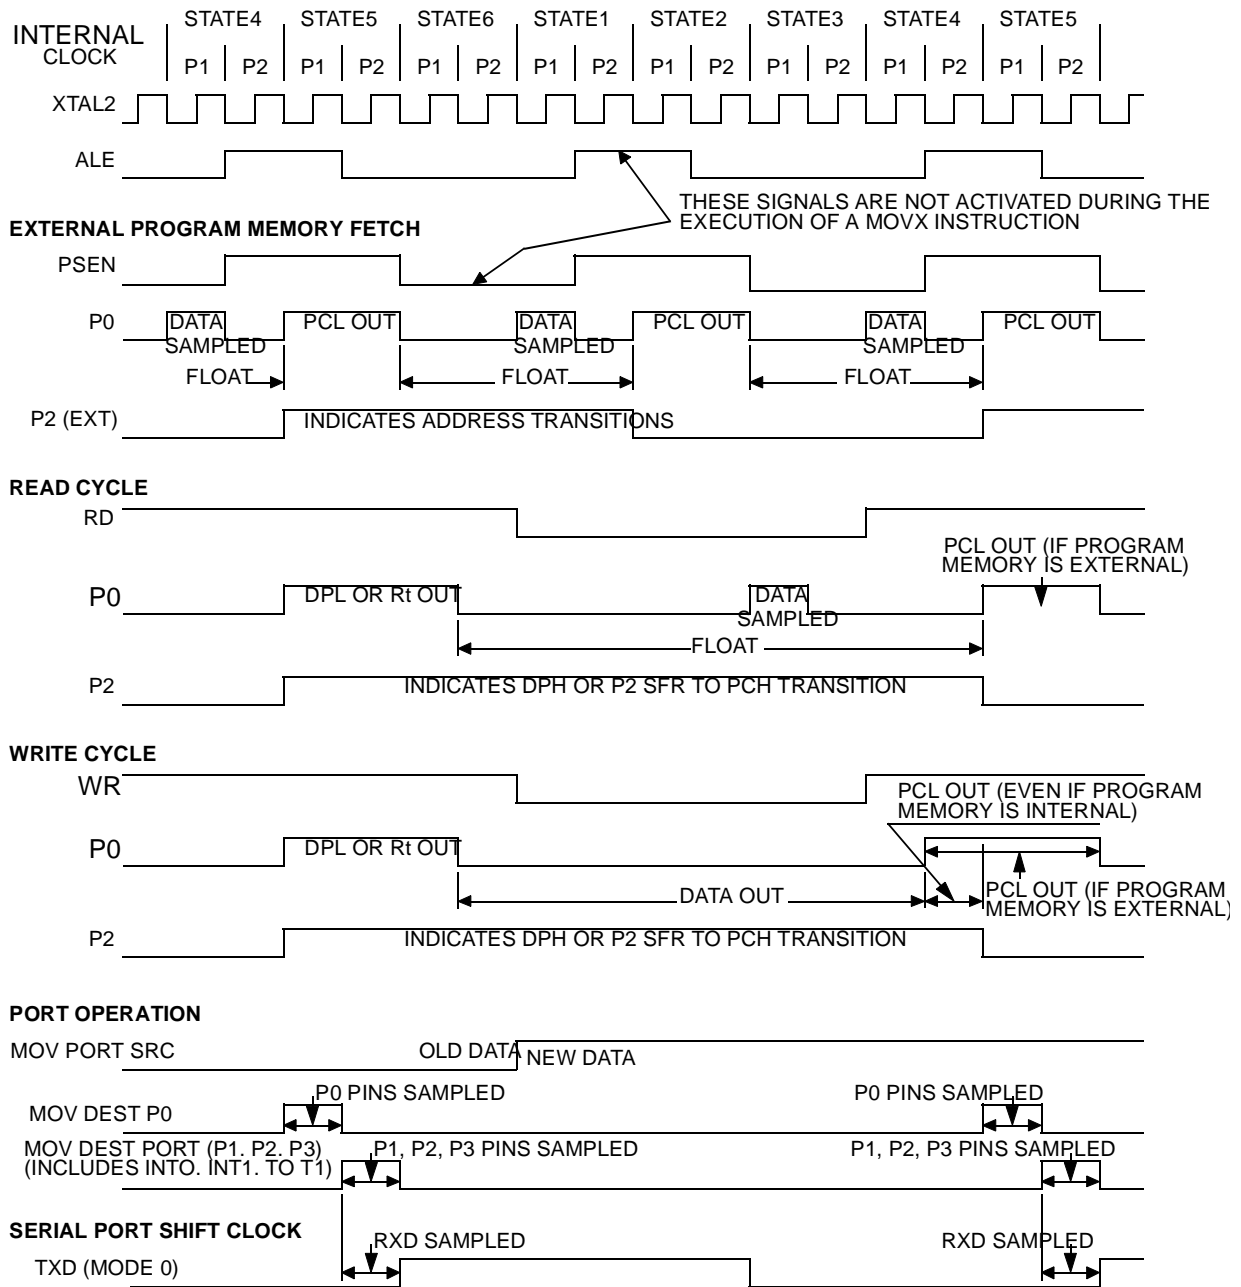 INTERNAL
CLOCK
STATE4 STATE5 STATE6 STATE1 STATE2 STATE3 STATE4 STATE5
P1 P2 P1 P2 P1 P2 P1 P2 P1 P2 P1 P2 P1 P2 P1 P2
XTAL2
ALE
THESE SIGNALS ARE NOT ACTIVATED DURING THE
EXECUTION OF A MOVX INSTRUCTION
EXTERNAL PROGRAM MEMORY FETCH
PSEN
P0 DATA PCL OUT DATA PCL OUT DATA PCL OUT
SAMPLED SAMPLED SAMPLED
FLOAT FLOAT FLOAT
P2 (EXT) INDICATES ADDRESS TRANSITIONS
READ CYCLE
RD
PCL OUT (IF PROGRAM
MEMORY IS EXTERNAL)
P0 DPL OR Rt OUT DATA
SAMPLED
FLOAT
P2 INDICATES DPH OR P2 SFR TO PCH TRANSITION
WRITE CYCLE
WR
PCL OUT (EVEN IF PROGRAM
MEMORY IS INTERNAL)
P0 DPL OR Rt OUT
DATA OUT
PCL OUT (IF PROGRAM
MEMORY IS EXTERNAL)
P2 INDICATES DPH OR P2 SFR TO PCH TRANSITION
PORT OPERATION
MOV PORT SRC OLD DATA NEW DATA
P0 PINS SAMPLED P0 PINS SAMPLED
MOV DEST P0
MOV DEST PORT (P1. P2. P3) P1, P2, P3 PINS SAMPLED P1, P2, P3 PINS SAMPLED
(INCLUDES INTO. INT1. TO T1)
SERIAL PORT SHIFT CLOCK
RXD SAMPLED RXD SAMPLED
TXD (MODE 0)